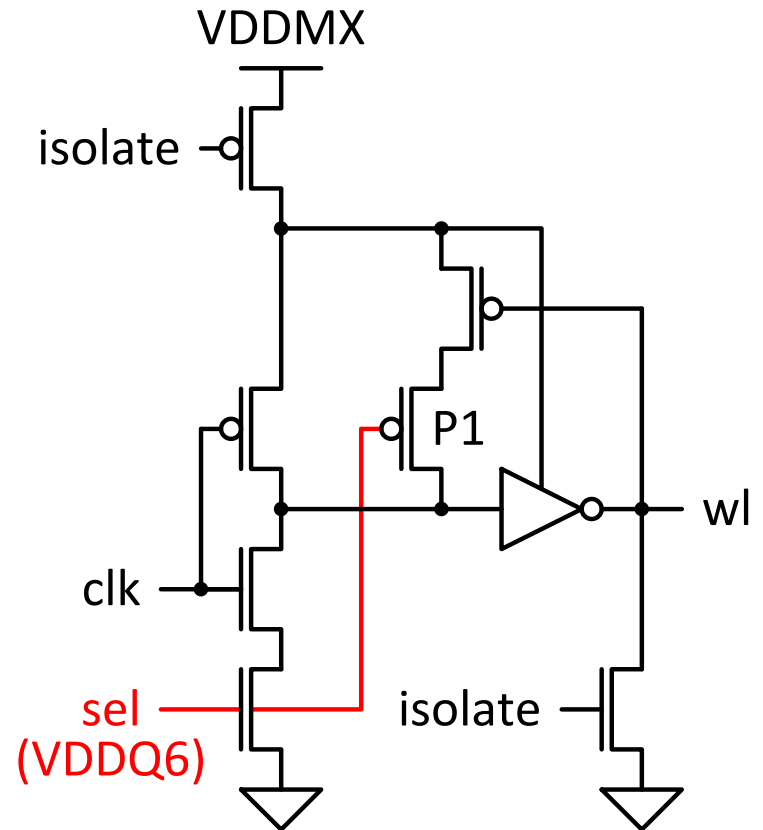 VDDMX
isolate
P1
wl
clk
sel
(VDDQ6)
isolate